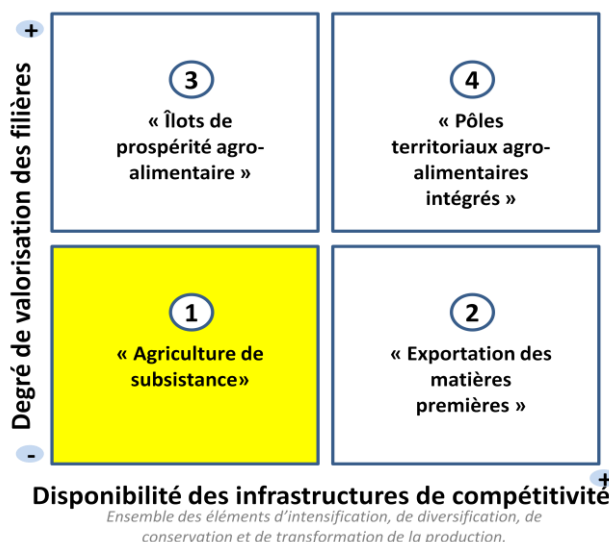 +
Degré de valorisation des filières
-
3
« Îlots de
prospérité agro-
alimentaire »
4
« Pôles
territoriaux agro-
alimentaires
intégrés »
1
« Agriculture de
subsistance»
2
« Exportation des
matières
premières »
+
Disponibilité des infrastructures de compétitivité
Ensemble des éléments d'intensification, de diversification, de
conservation et de transformation de la production.